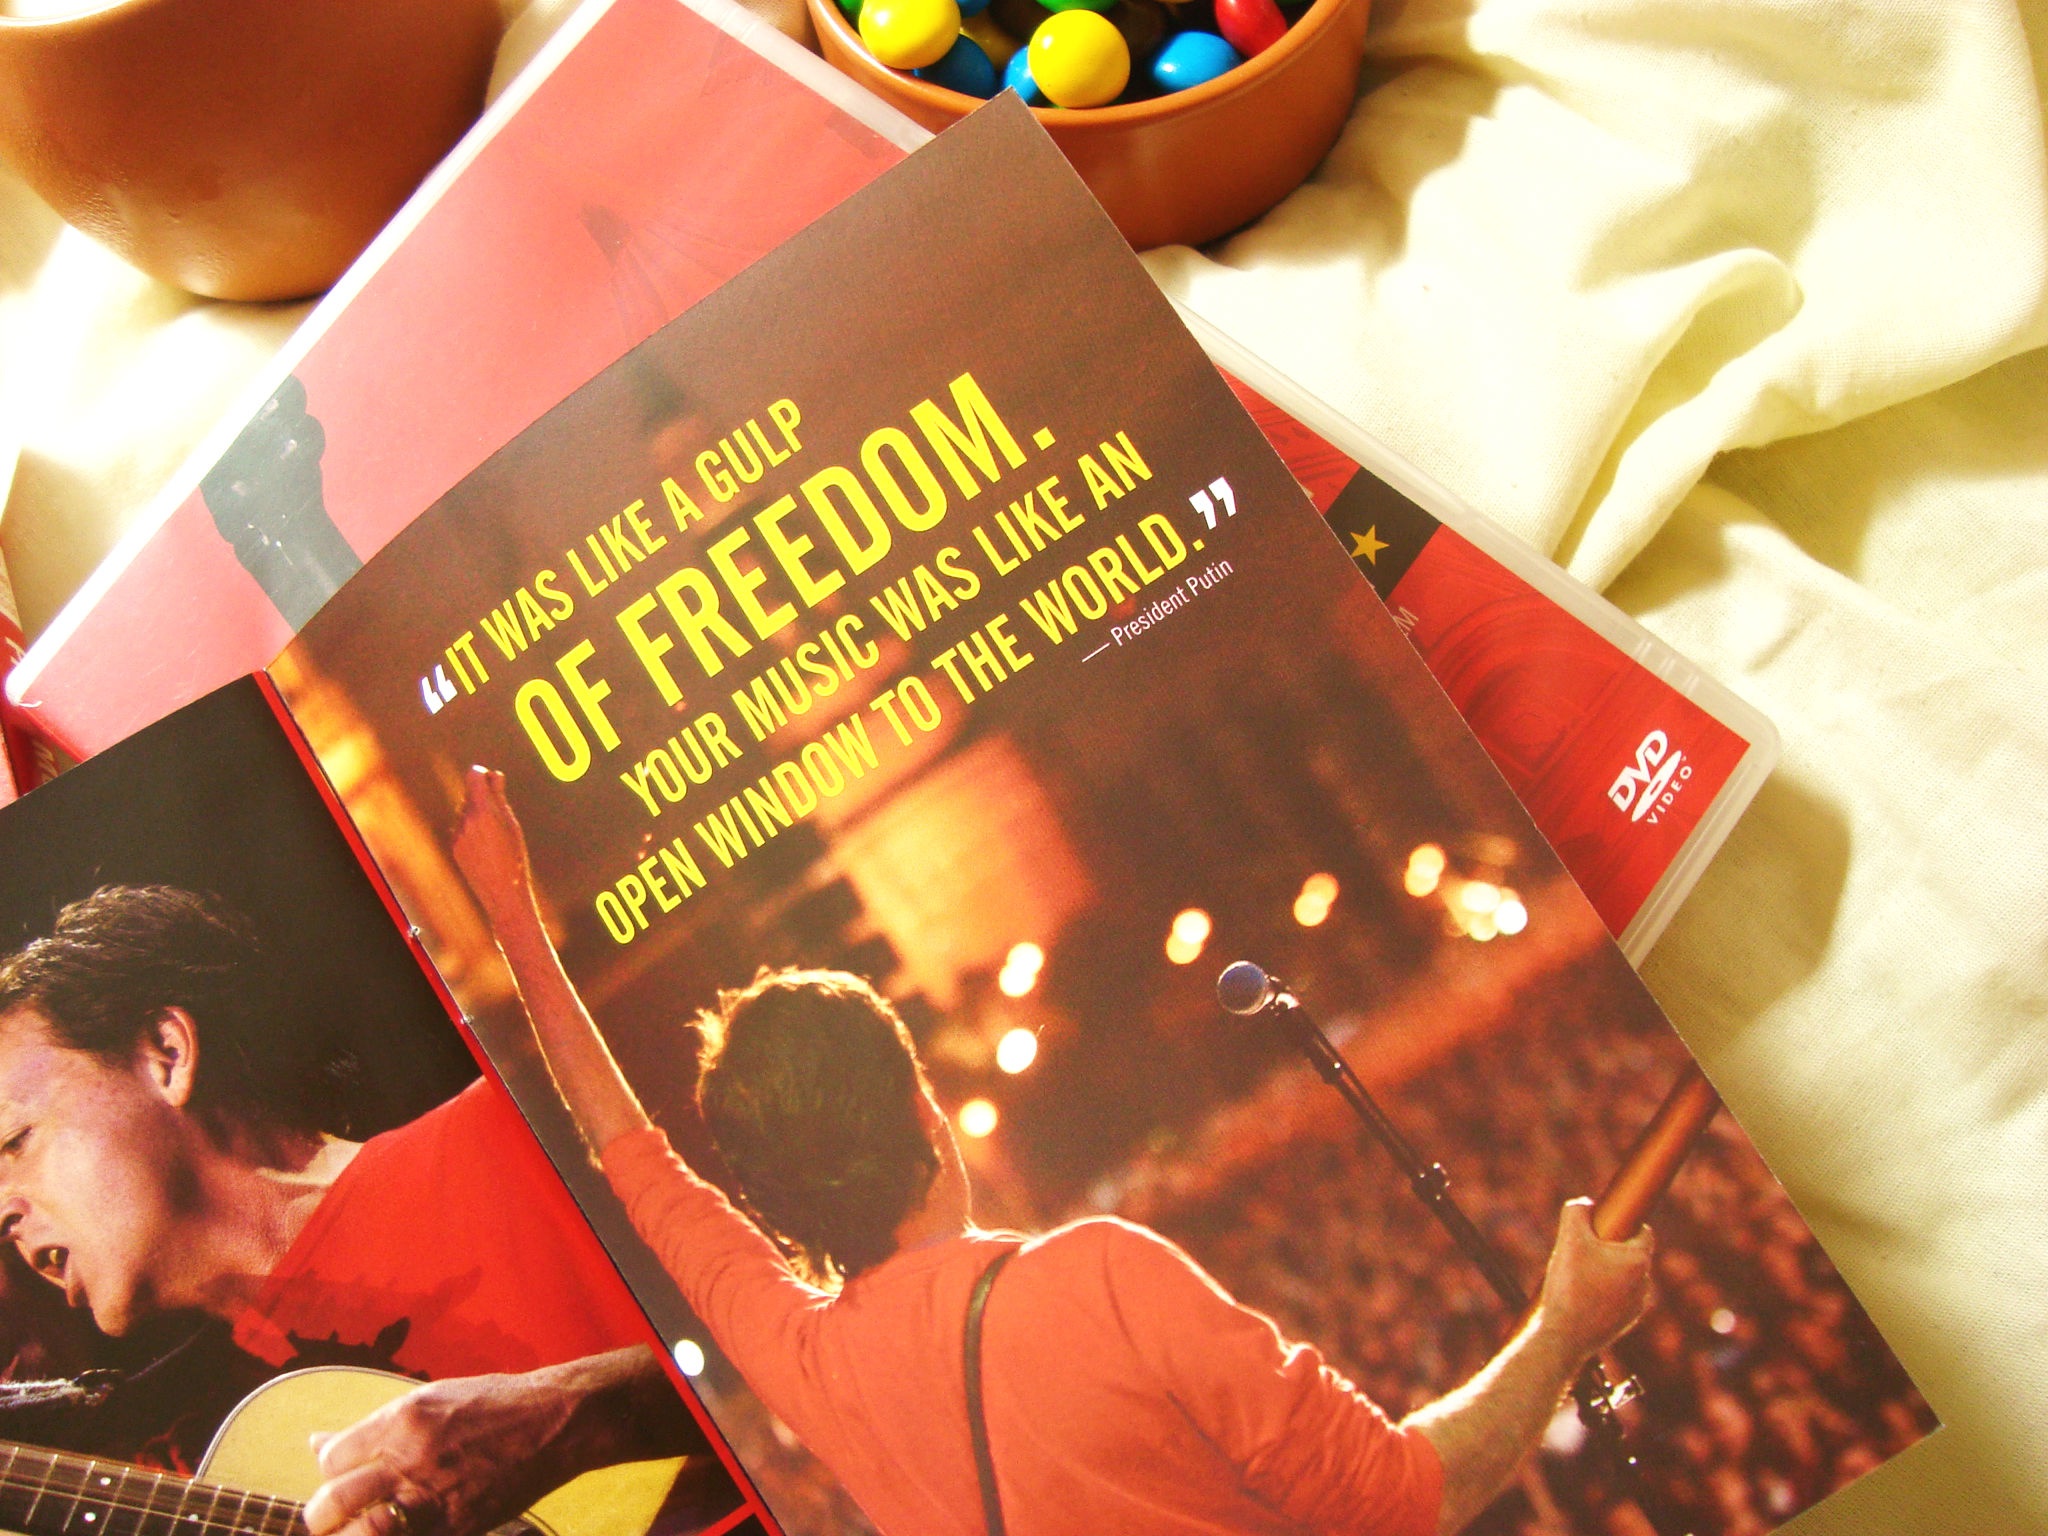 “IT WAS LIKE A GULP
OF FREEDOM.
YOUR MUSIC WAS LIKE AN
OPEN WINDOW TO THE WORLD.”
— President Putin
DVD
VIDEO